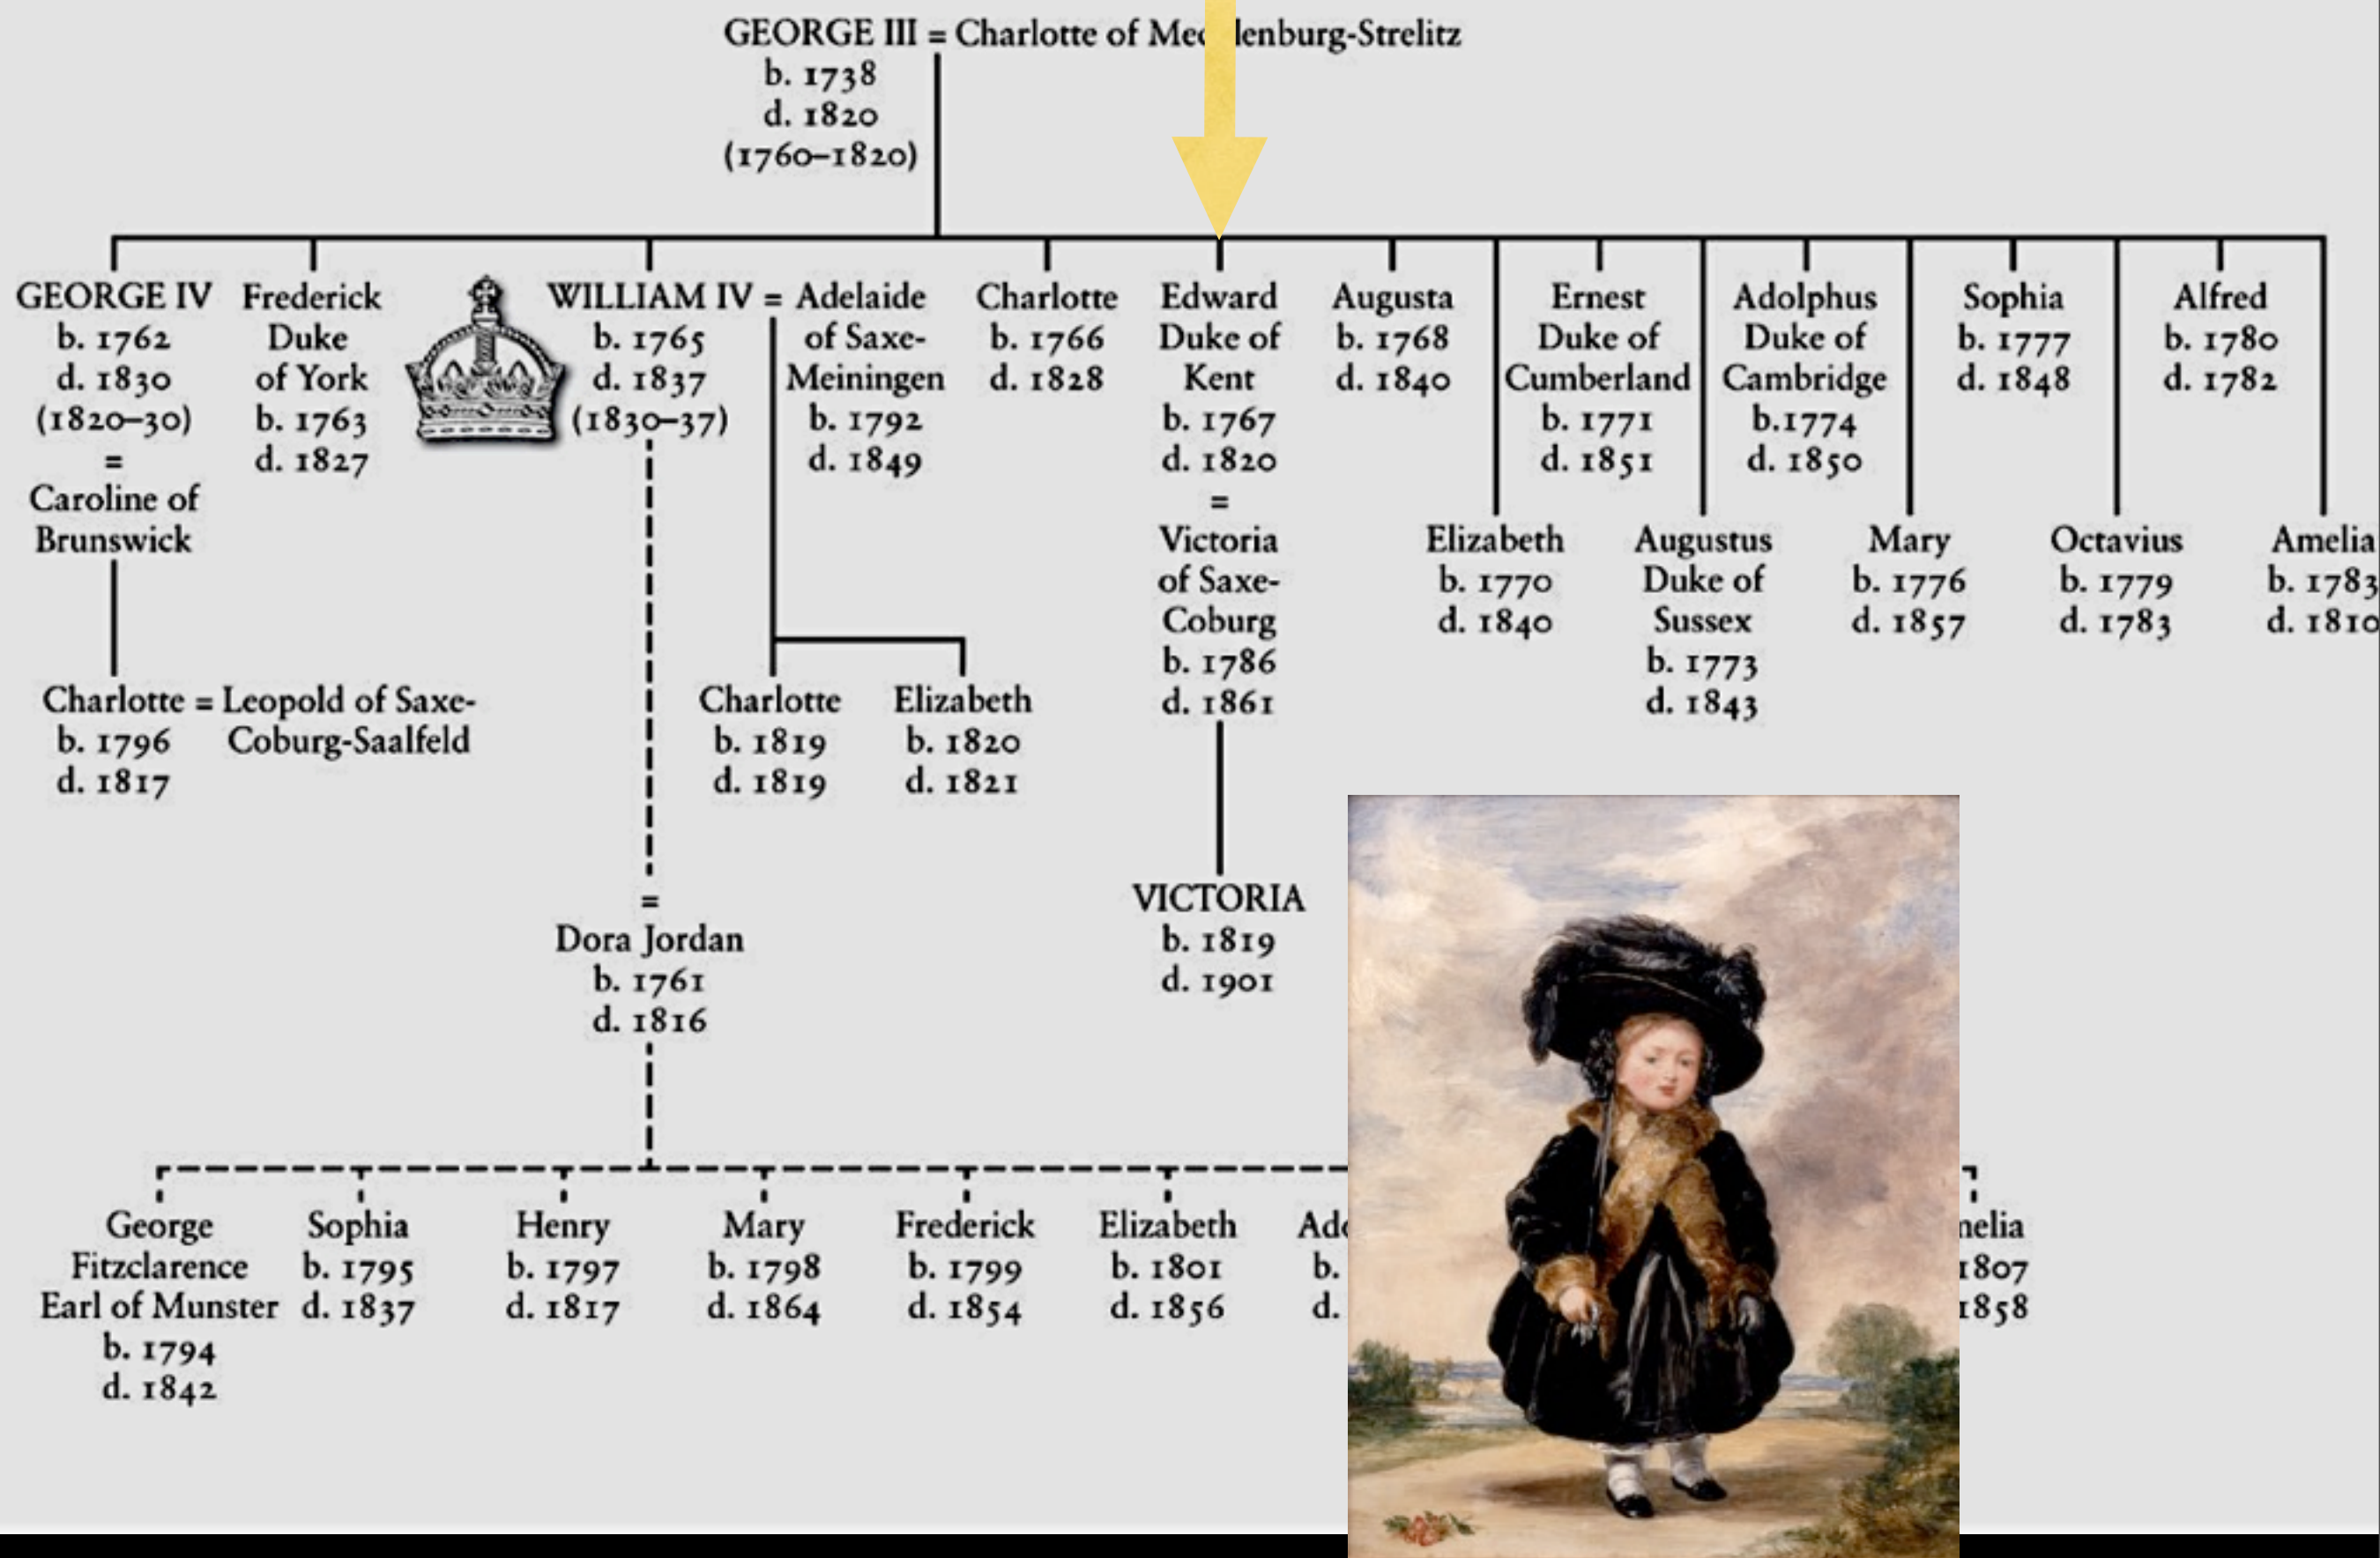 GEORGE III = Charlotte of Mec lenburg-Strelitz
b. 1738
d. 1820
(1760–1820)
GEORGE IV
b. 1762
d. 1830
(1820–30)
=
Caroline of
Brunswick
Frederick
Duke
of York
b. 1763
d. 1827
WILLIAM IV = Adelaide
b. 1765
d. 1837
(1830–37)
of Saxe-
Meiningen
b. 1792
d. 1849
Charlotte
b. 1766
d. 1828
Edward
Duke of
Kent
b. 1767
d. 1820
=
Victoria
of Saxe-
Coburg
b. 1786
d. 1861
Augusta
b. 1768
d. 1840
Elizabeth
b. 1770
d. 1840
Ernest
Duke of
Cumberland
b. 1771
d. 1851
Augustus
Duke of
Sussex
b. 1773
d. 1843
Adolphus
Duke of
Cambridge
b.1774
d. 1850
Mary
b. 1776
d. 1857
Sophia
b. 1777
d. 1848
Octavius
b. 1779
d. 1783
Alfred
b. 1780
d. 1782
Amelia
b. 1783
d. 1810
Charlotte = Leopold of Saxe-
Coburg-Saalfeld
b. 1796
d. 1817
Charlotte
b. 1819
d. 1819
Elizabeth
b. 1820
d. 1821
VICTORIA
b. 1819
d. 1901
=
Dora Jordan
b. 1761
d. 1816
George
Fitzclarence
Earl of Munster
b. 1794
d. 1842
Sophia
b. 1795
d. 1837
Henry
b. 1797
d. 1817
Mary
b. 1798
d. 1864
Frederick
b. 1799
d. 1854
Elizabeth
b. 1801
d. 1856
b.
d.
melia
1807
1858